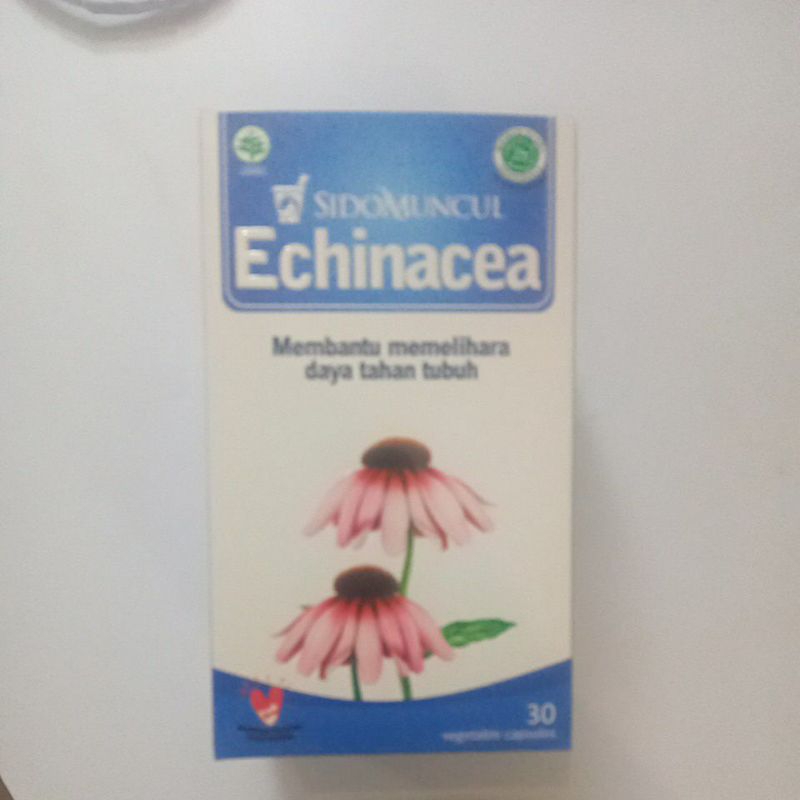 SIDOMUNCUL
Echinacea
Membantu memelihara
daya tahan tubuh
30
vegetable capsules